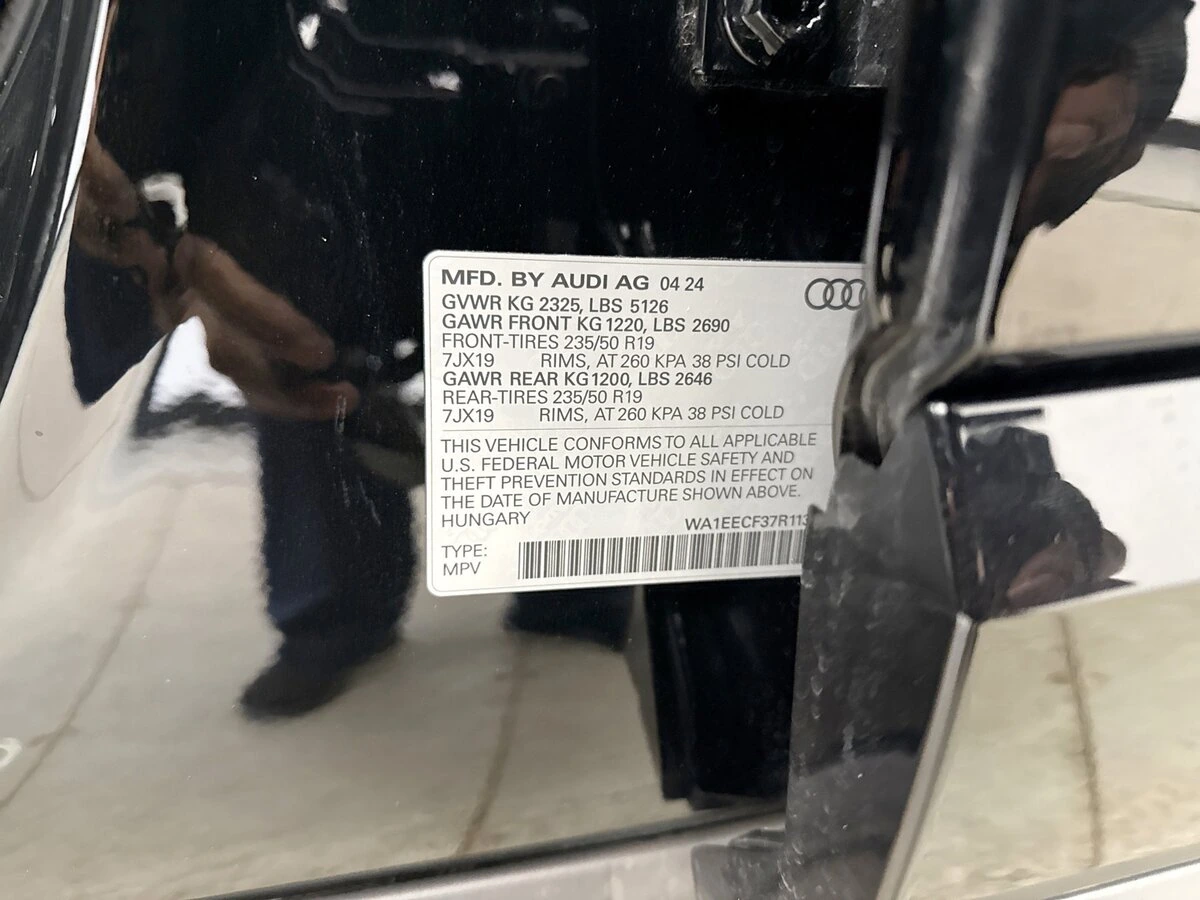 MFD. BY AUDI AG 04 24
GVWR KG 2325, LBS 5126
GAWR FRONT KG 1220, LBS 2690
FRONT-TIRES 235/50 R19
7JX19 RIMS, AT 260 KPA 38 PSI COLD
GAWR REAR KG 1200, LBS 2646
REAR-TIRES 235/50 R19
7JX19 RIMS, AT 260 KPA 38 PSI COLD
THIS VEHICLE CONFORMS TO ALL APPLICABLE
U.S. FEDERAL MOTOR VEHICLE SAFETY AND
THEFT PREVENTION STANDARDS IN EFFECT ON
THE DATE OF MANUFACTURE SHOWN ABOVE.
HUNGARY WA1EECF37R113
TYPE:
MPV